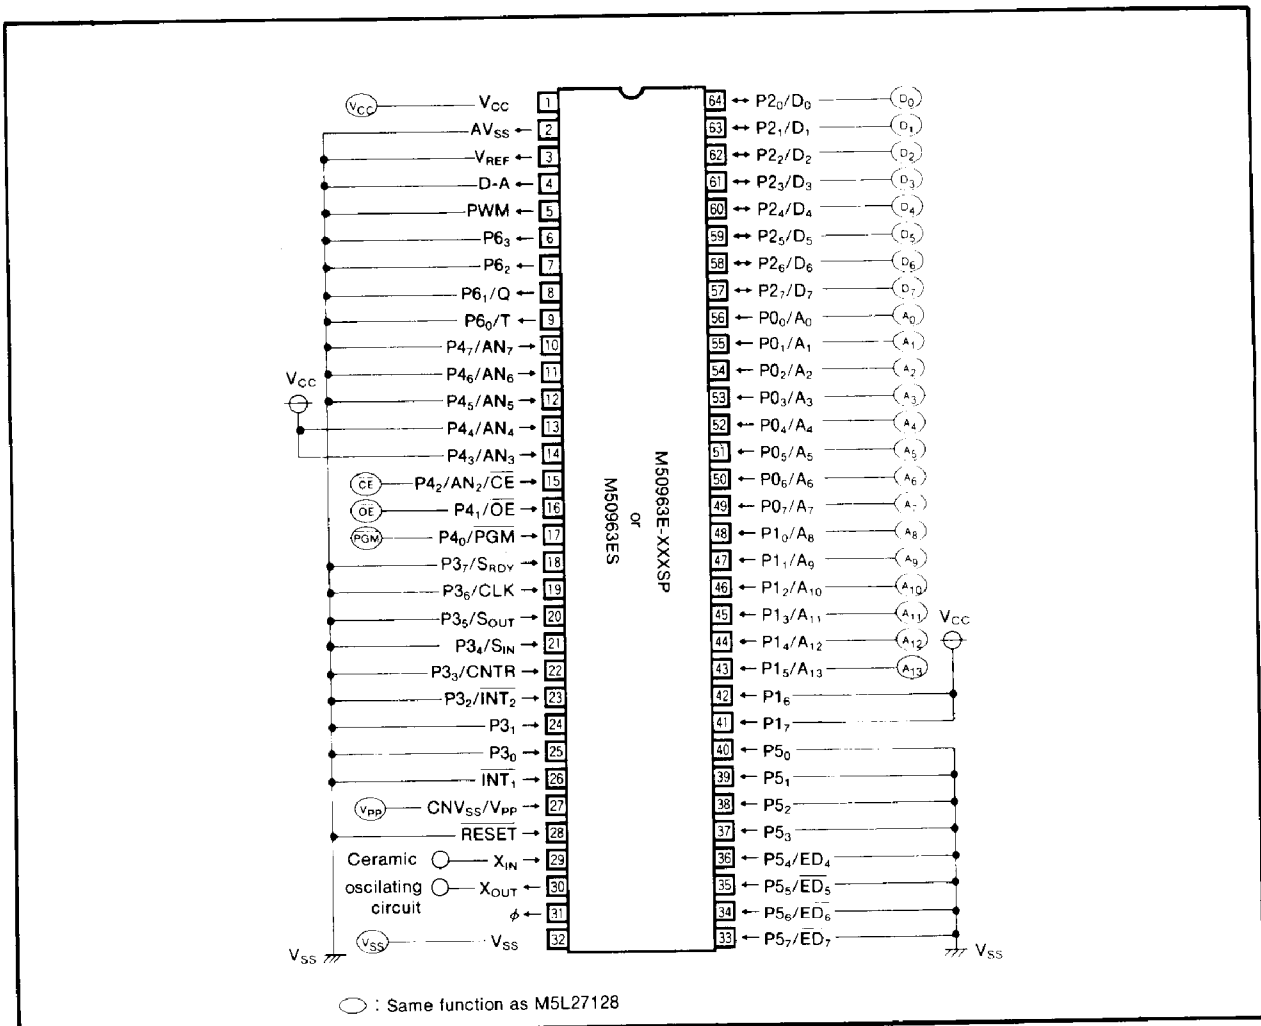 VCC VCC 1 64 P20/D0 D0
AVSS 2 63 P21/D1 D1
VREF 3 62 P22/D2 D2
D-A 4 61 P23/D3 D3
PWM 5 60 P24/D4 D4
P63 6 59 P25/D5 D5
P62 7 58 P26/D6 D6
P61/Q 8 57 P27/D7 D7
P60/T 9 56 P00/A0 A0
P47/AN7 10 55 P01/A1 A1
P46/AN6 11 54 P02/A2 A2
VCC
P45/AN5 12 53 P03/A3 A3
P44/AN4 13 52 P04/A4 A4
P43/AN3 14 51 P05/A5 A5
CE P42/AN2/CE 15 50 P06/A6 A6
OE P41/OE 16 49 P07/A7 A7
PGM P40/PGM 17 48 P10/A8 A8
P37/SRDY 18 47 P11/A9 A9
P36/CLK 19 46 P12/A10 A10
P35/SOUT 20 45 P13/A11 A11
VCC
P34/SIN 21 44 P14/A12 A12
P33/CNTR 22 43 P15/A13 A13
P32/INT2 23 42 P16
P31 24 41 P17
P30 25 40 P50
INT1 26 39 P51
VPP CNVSS/VPP 27 38 P52
RESET 28 37 P53
Ceramic XIN 29 36 P54/ED4
oscilating XOUT 30 35 P55/ED5
circuit
φ 31 34 P56/ED6
VSS VSS 32 33 P57/ED7
VSS
VSS
M50963E-XXXSP
or
M50963ES
: Same function as M5L27128